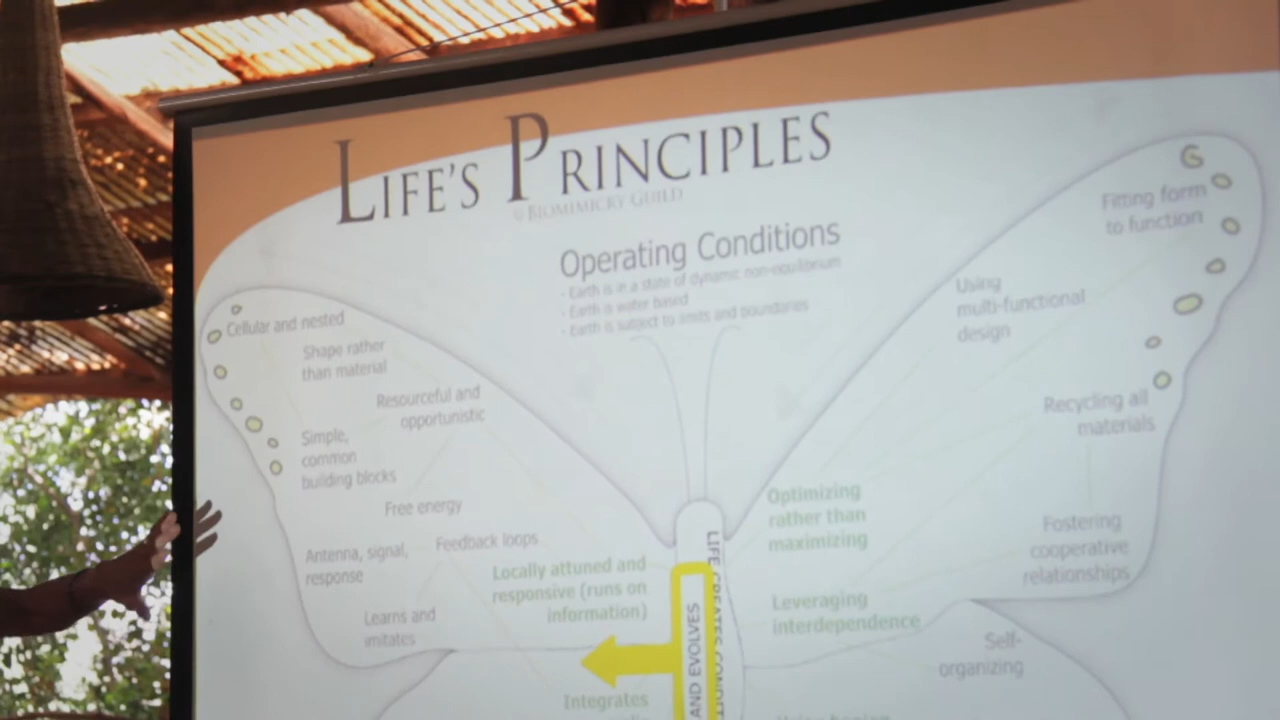 LIFE'S PRINCIPLES
© BIOMIMICRY GUILD
Operating Conditions
- Earth is in a state of dynamic non-equilibrium
- Earth is water based
- Earth is subject to limits and boundaries
Cellular and nested
Shape rather
than material
Resourceful and
opportunistic
Simple,
common
building blocks
Free energy
Antenna, signal,
response
Feedback loops
Locally attuned and
responsive (runs on
information)
Learns and
imitates
Integrates
LIFE CREATES
AND EVOLVES
Fitting form
to function
Using
multi-functional
design
Recycling all
materials
Optimizing
rather than
maximizing
Fostering
cooperative
relationships
Leveraging
interdependence
Self-
organizing